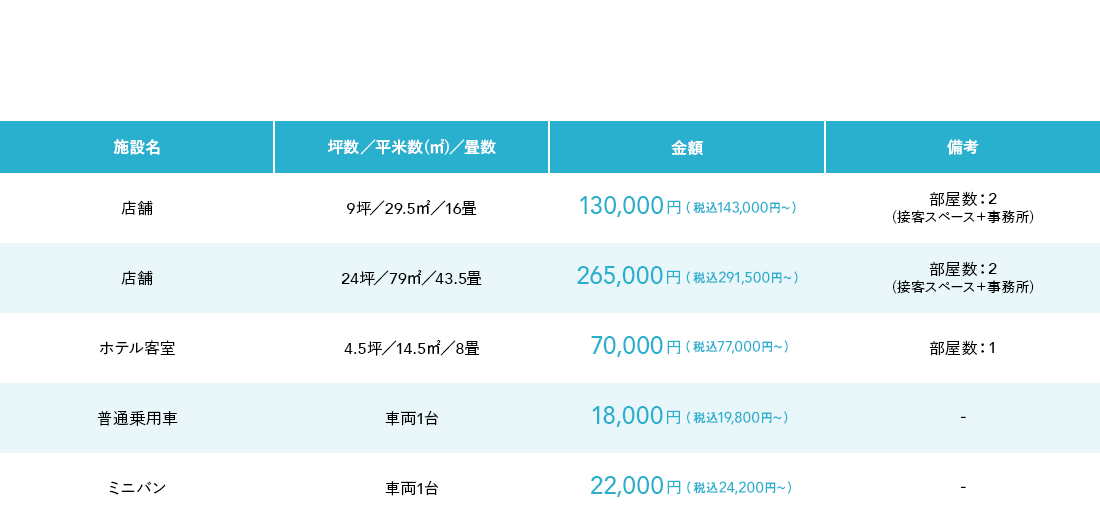 施設名 坪数／平米数(㎡)／畳数 金額 備考
店舗 9坪／29.5㎡／16畳 130,000円(税込143,000円~) 部屋数：2
(接客スペース+事務所)
店舗 24坪／79㎡／43.5畳 265,000円(税込291,500円~) 部屋数：2
(接客スペース+事務所)
ホテル客室 4.5坪／14.5㎡／8畳 70,000円(税込77,000円~) 部屋数：1
普通乗用車 車両1台 18,000円(税込19,800円~) -
ミニバン 車両1台 22,000円(税込24,200円~) -